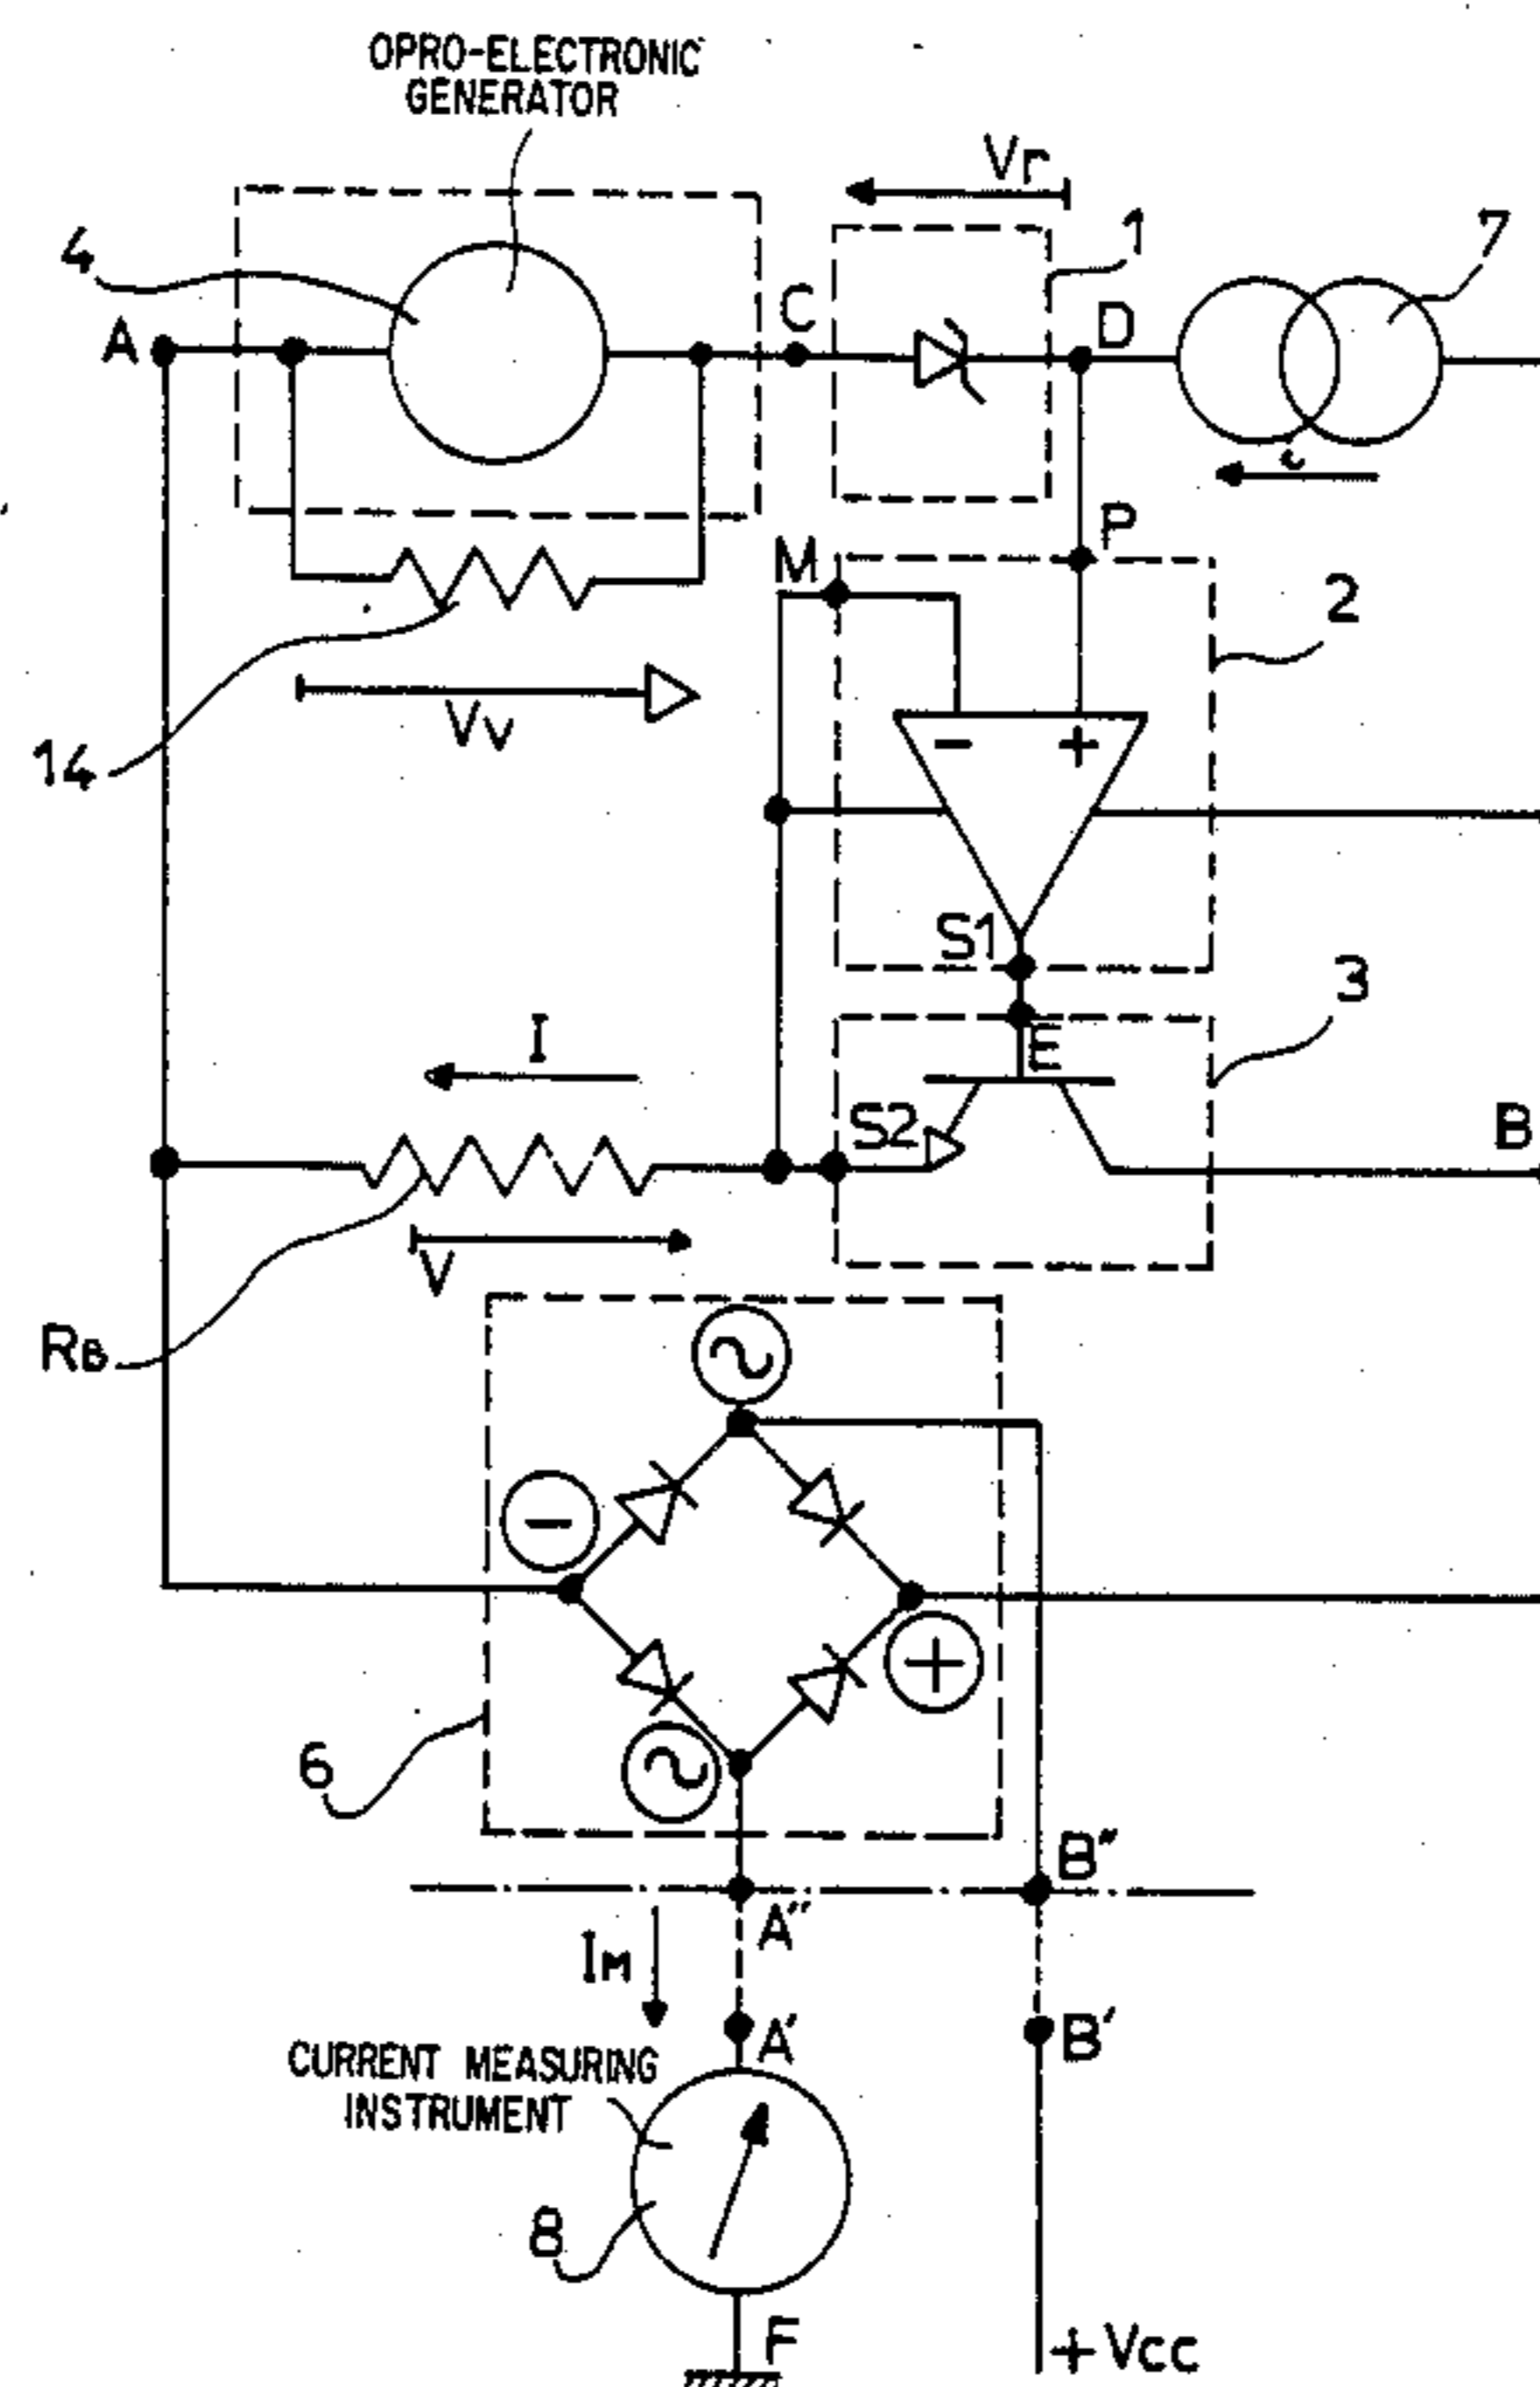 OPRO-ELECTRONIC
GENERATOR
Vr
1
7
4
A
C
D
i
M
P
2
Vv
14
- +
S1
3
I
E
S2
B
V
RB
~
-
+
6
~
B"
A"
IM
A'
B'
CURRENT MEASURING
INSTRUMENT
8
F
+Vcc